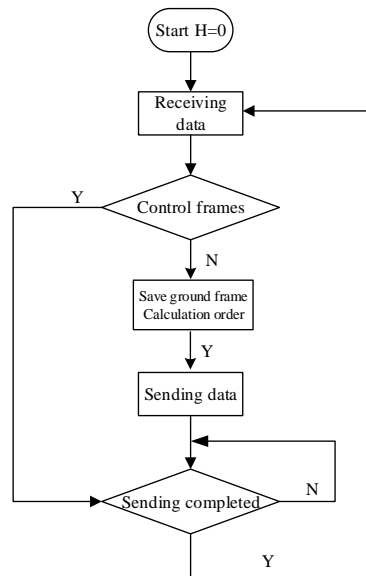 Start H=0
Receiving
data
Y
Control frames
N
Save ground frame
Calculation order
Y
Sending data
N
Sending completed
Y